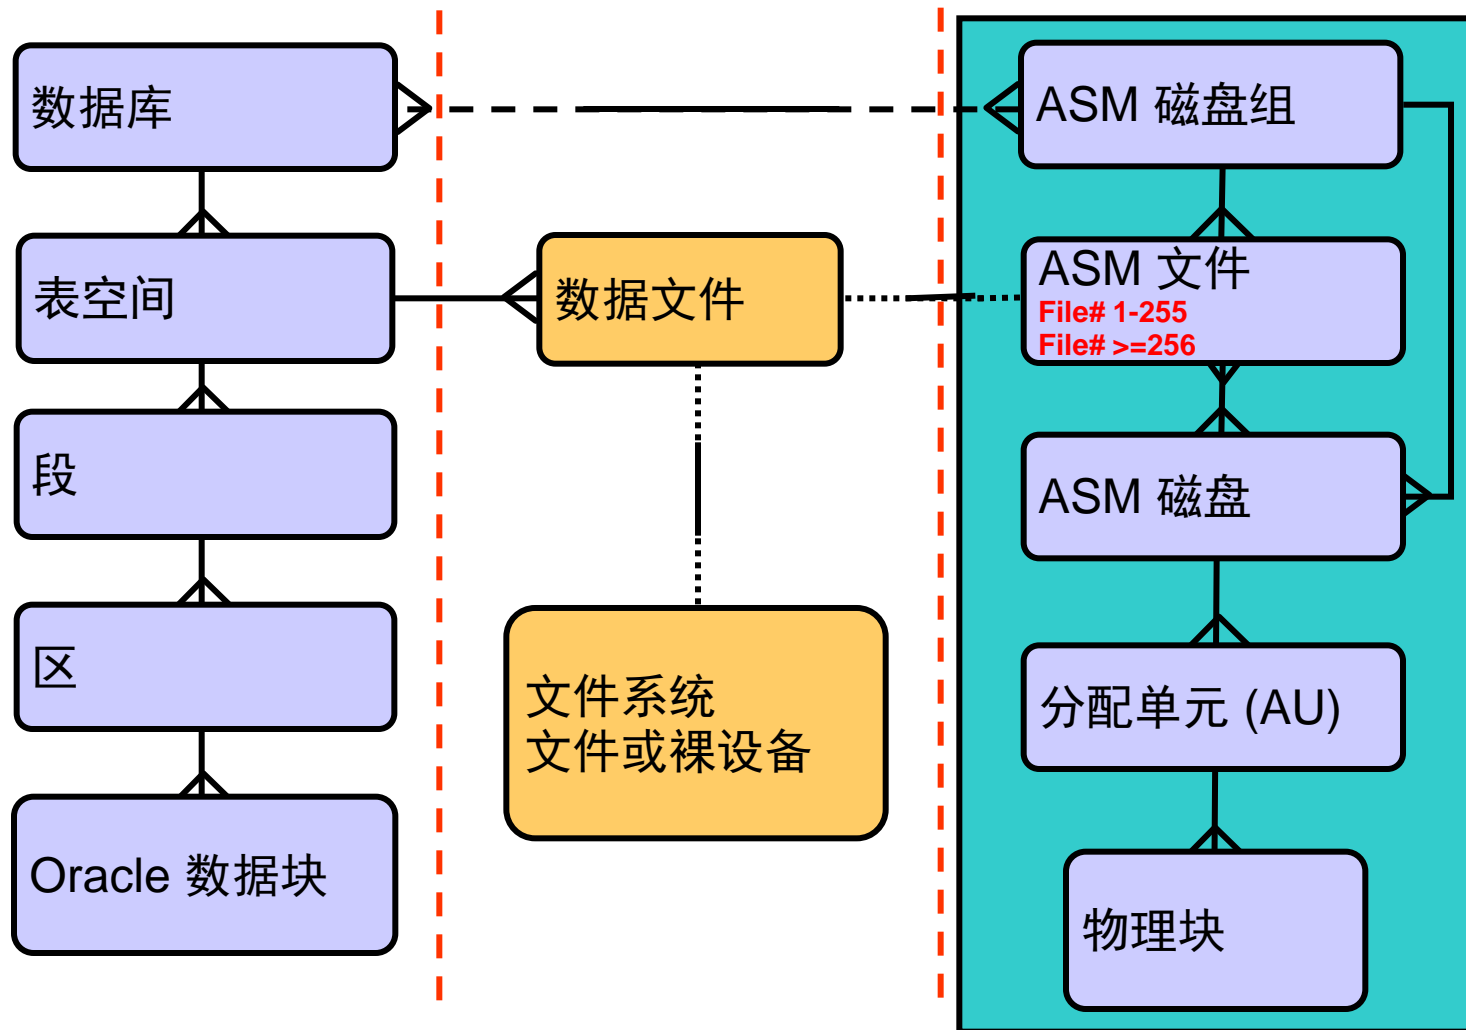 数据库
表空间
段
区
Oracle 数据块
数据文件
文件系统
文件或裸设备
ASM 磁盘组
ASM 文件
File# 1-255
File# >=256
ASM 磁盘
分配单元 (AU)
物理块